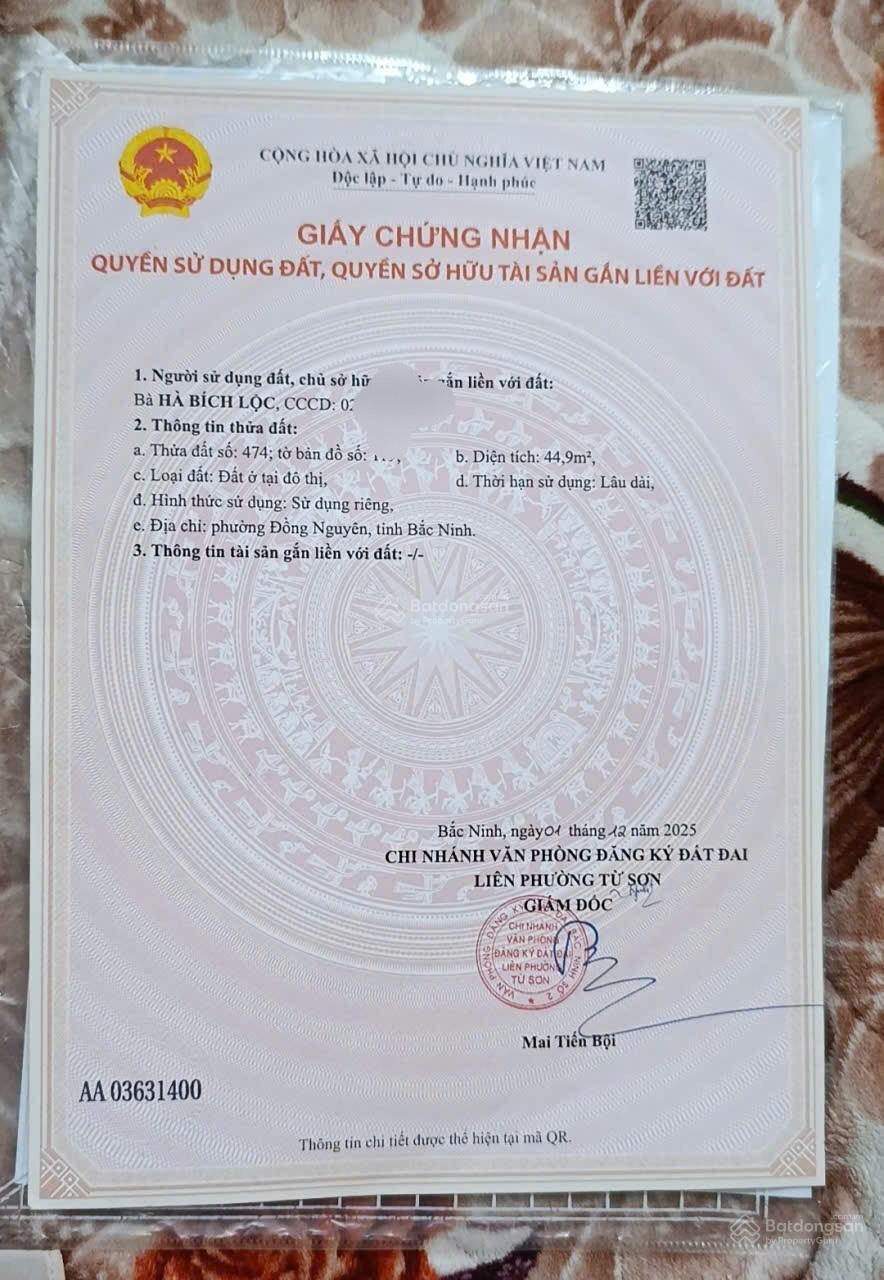 CỘNG HÒA XÃ HỘI CHỦ NGHĨA VIỆT NAM
Độc lập - Tự do - Hạnh phúc
GIẤY CHỨNG NHẬN
QUYỀN SỬ DỤNG ĐẤT, QUYỀN SỞ HỮU TÀI SẢN GẮN LIỀN VỚI ĐẤT
1. Người sử dụng đất, chủ sở hữ gắn liền với đất:
Bà HÀ BÍCH LỘC, CCCD: 02
2. Thông tin thửa đất:
a. Thửa đất số: 474; tờ bản đồ số: b. Diện tích: 44,9m²,
c. Loại đất: Đất ở tại đô thị, d. Thời hạn sử dụng: Lâu dài,
đ. Hình thức sử dụng: Sử dụng riêng,
e. Địa chỉ: phường Đồng Nguyên, tỉnh Bắc Ninh.
3. Thông tin tài sản gắn liền với đất: -/-
Batdongsan
by PropertyGuru
Bắc Ninh, ngày 01 tháng 12 năm 2025
CHI NHÁNH VĂN PHÒNG ĐĂNG KÝ ĐẤT ĐAI
LIÊN PHƯỜNG TỪ SƠN
GIÁM ĐỐC
CHI NHÁNH
VĂN PHÒNG
ĐĂNG KÝ ĐẤT ĐAI
LIÊN PHƯỜNG
TỪ SƠN
Mai Tiến Bội
AA 03631400
Thông tin chi tiết được thể hiện tại mã QR.
Batdongsan
.com.vn
by PropertyGuru